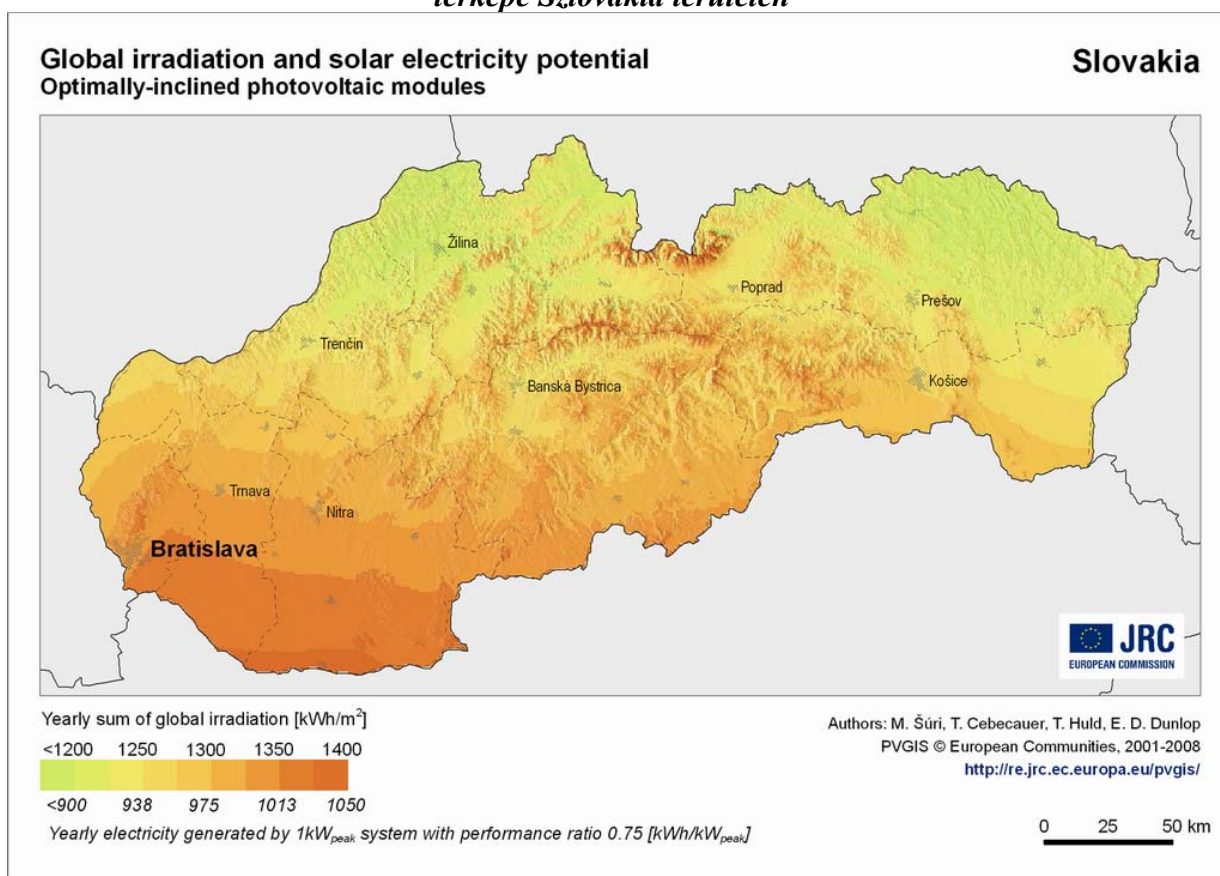 térképe Szlovákia területén
Global irradiation and solar electricity potential
Optimally-inclined photovoltaic modules
Slovakia
Žilina
Poprad
Prešov
Trenčín
Banská Bystrica
Košice
Trnava
Nitra
Bratislava
JRC
EUROPEAN COMMISSION
Yearly sum of global irradiation [kWh/m²]
<1200 1250 1300 1350 1400
<900 938 975 1013 1050
Yearly electricity generated by 1kWpeak system with performance ratio 0.75 [kWh/kWpeak]
Authors: M. Šúri, T. Cebecauer, T. Huld, E. D. Dunlop
PVGIS © European Communities, 2001-2008
http://re.jrc.ec.europa.eu/pvgis/
0 25 50 km